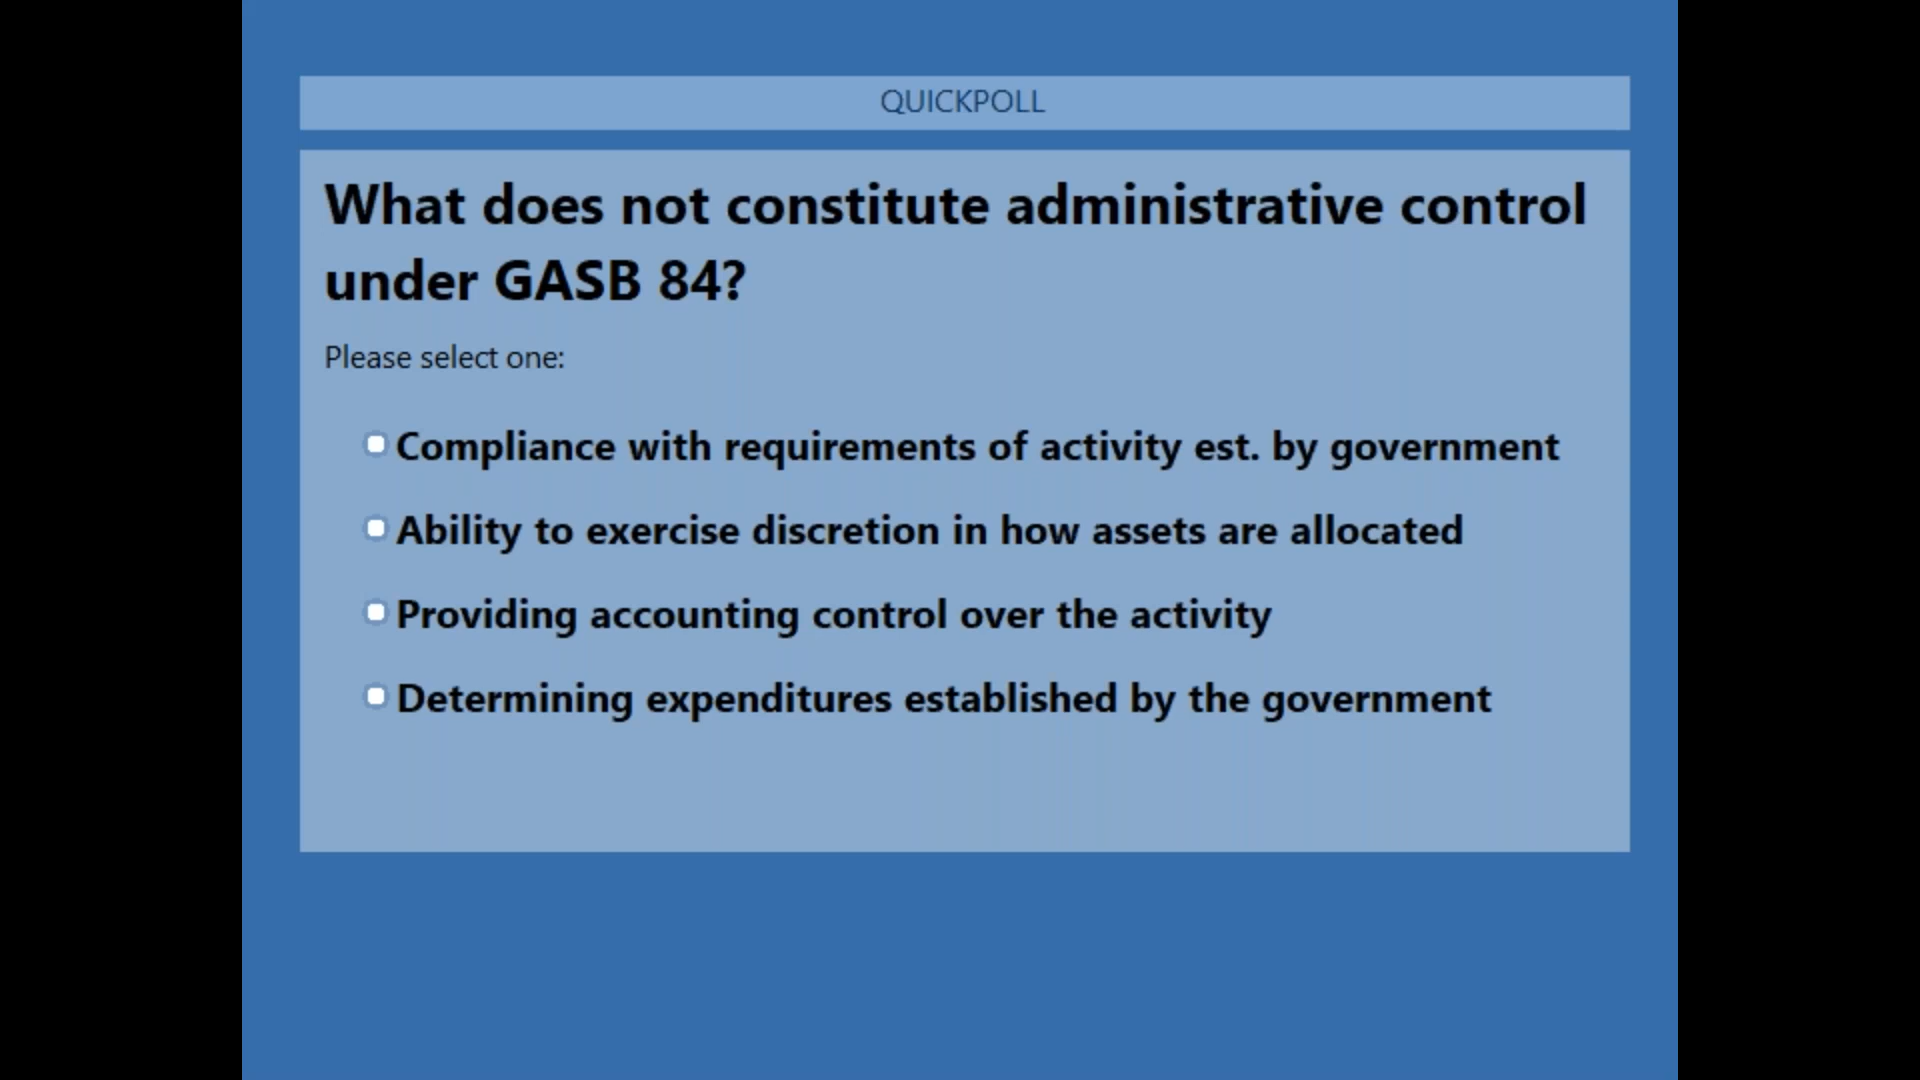 QUICKPOLL
What does not constitute administrative control
under GASB 84?
Please select one:
Compliance with requirements of activity est. by government
Ability to exercise discretion in how assets are allocated
Providing accounting control over the activity
Determining expenditures established by the government